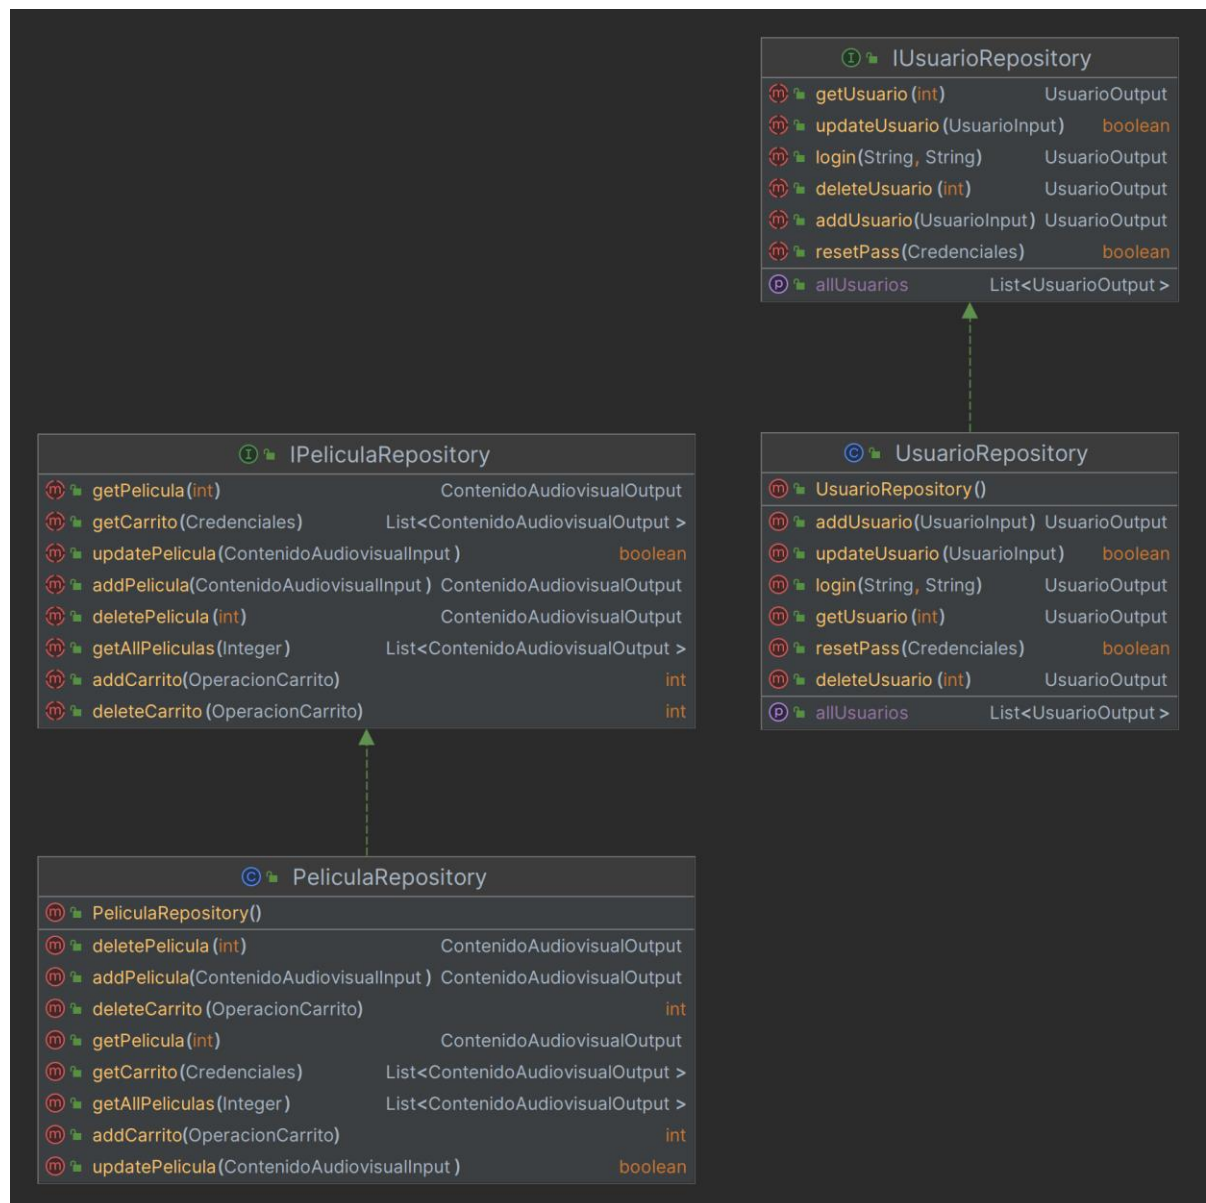 IUsuarioRepository
getUsuario(int) UsuarioOutput
updateUsuario(UsuarioInput) boolean
login(String, String) UsuarioOutput
deleteUsuario(int) UsuarioOutput
addUsuario(UsuarioInput) UsuarioOutput
resetPass(Credenciales) boolean
allUsuarios List<UsuarioOutput>
IPeliculaRepository
getPelicula(int) ContenidoAudiovisualOutput
getCarrito(Credenciales) List<ContenidoAudiovisualOutput>
updatePelicula(ContenidoAudiovisualInput) boolean
addPelicula(ContenidoAudiovisualInput) ContenidoAudiovisualOutput
deletePelicula(int) ContenidoAudiovisualOutput
getAllPeliculas(Integer) List<ContenidoAudiovisualOutput>
addCarrito(OperacionCarrito) int
deleteCarrito(OperacionCarrito) int
UsuarioRepository
UsuarioRepository()
addUsuario(UsuarioInput) UsuarioOutput
updateUsuario(UsuarioInput) boolean
login(String, String) UsuarioOutput
getUsuario(int) UsuarioOutput
resetPass(Credenciales) boolean
deleteUsuario(int) UsuarioOutput
allUsuarios List<UsuarioOutput>
PeliculaRepository
PeliculaRepository()
deletePelicula(int) ContenidoAudiovisualOutput
addPelicula(ContenidoAudiovisualInput) ContenidoAudiovisualOutput
deleteCarrito(OperacionCarrito) int
getPelicula(int) ContenidoAudiovisualOutput
getCarrito(Credenciales) List<ContenidoAudiovisualOutput>
getAllPeliculas(Integer) List<ContenidoAudiovisualOutput>
addCarrito(OperacionCarrito) int
updatePelicula(ContenidoAudiovisualInput) boolean